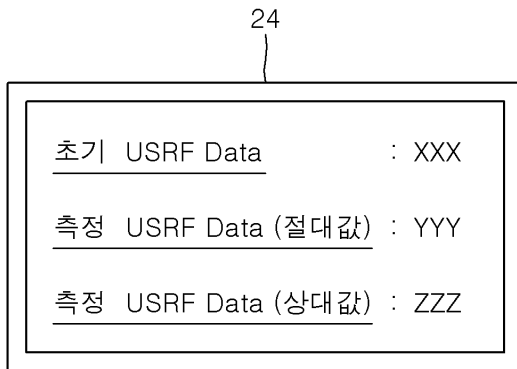 24
초기 USRF Data : XXX
측정 USRF Data (절대값) : YYY
측정 USRF Data (상대값) : ZZZ